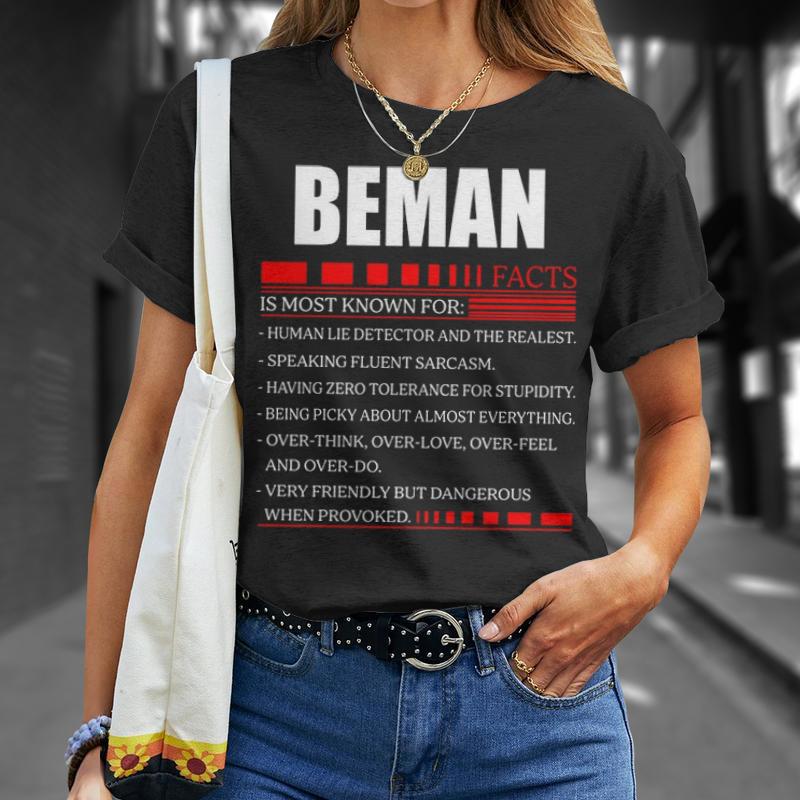 BEMAN
FACTS
IS MOST KNOWN FOR:
- HUMAN LIE DETECTOR AND THE REALEST.
- SPEAKING FLUENT SARCASM.
- HAVING ZERO TOLERANCE FOR STUPIDITY.
- BEING PICKY ABOUT ALMOST EVERYTHING.
- OVER-THINK, OVER-LOVE, OVER-FEEL
AND OVER-DO.
- VERY FRIENDLY BUT DANGEROUS
WHEN PROVOKED.